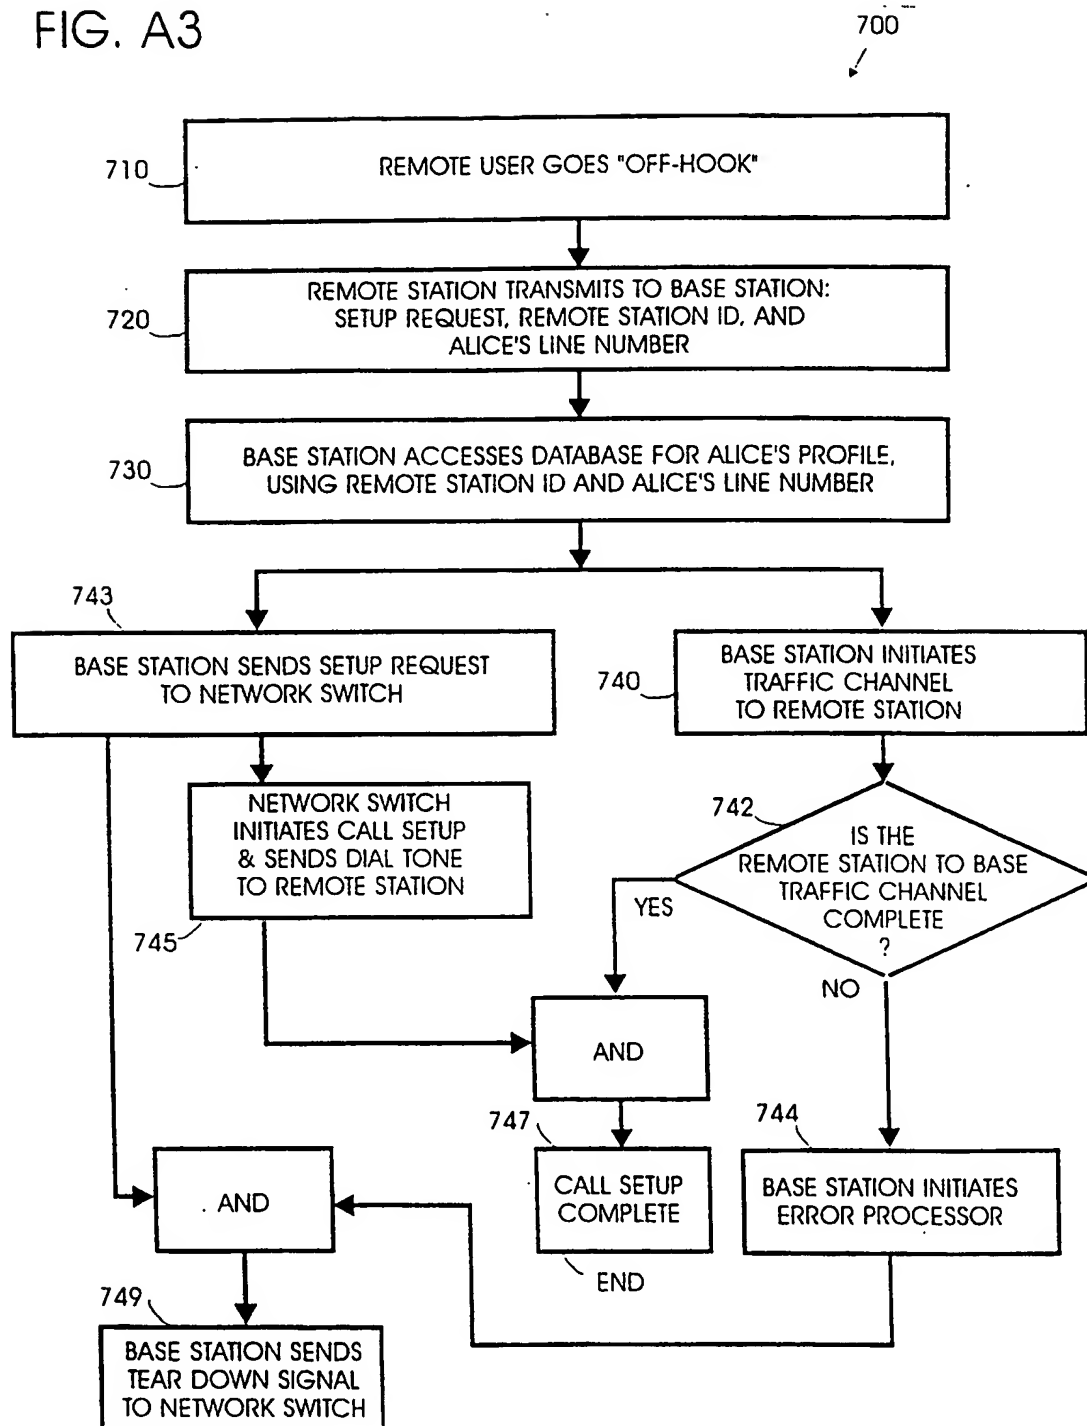 FIG. A3
700
710
REMOTE USER GOES "OFF-HOOK"
720
REMOTE STATION TRANSMITS TO BASE STATION:
SETUP REQUEST, REMOTE STATION ID, AND
ALICE'S LINE NUMBER
730
BASE STATION ACCESSES DATABASE FOR ALICE'S PROFILE,
USING REMOTE STATION ID AND ALICE'S LINE NUMBER
743
BASE STATION SENDS SETUP REQUEST
TO NETWORK SWITCH
740
BASE STATION INITIATES
TRAFFIC CHANNEL
TO REMOTE STATION
NETWORK SWITCH
INITIATES CALL SETUP
& SENDS DIAL TONE
TO REMOTE STATION
745
742
IS THE
REMOTE STATION TO BASE
TRAFFIC CHANNEL
COMPLETE
?
YES
NO
AND
747
CALL SETUP
COMPLETE
END
744
BASE STATION INITIATES
ERROR PROCESSOR
AND
749
BASE STATION SENDS
TEAR DOWN SIGNAL
TO NETWORK SWITCH